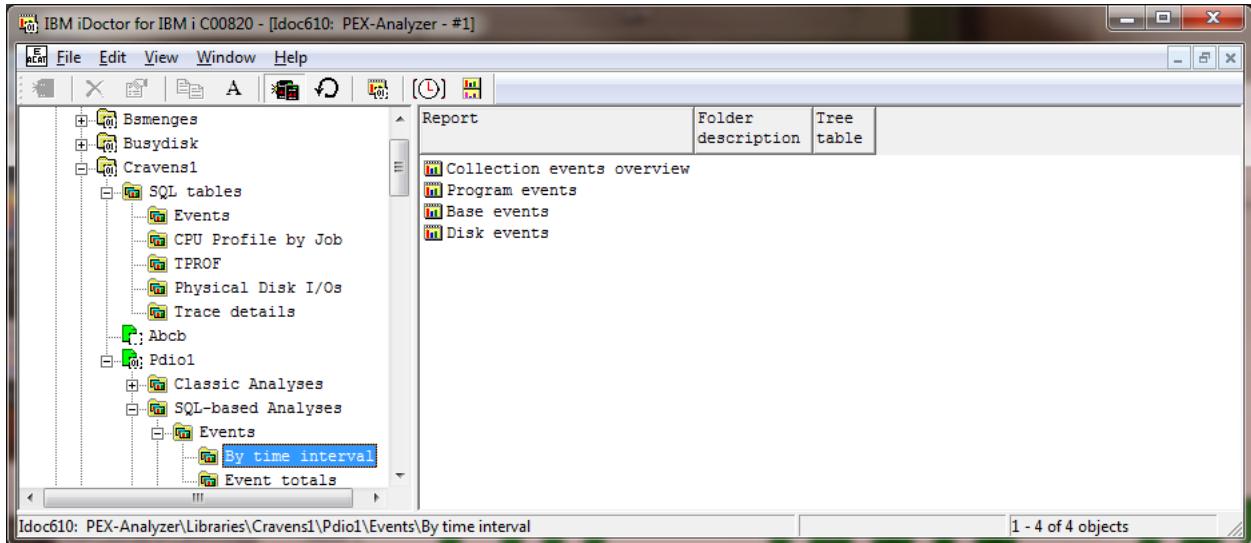 IBM iDoctor for IBM i C00820 - [Idoc610: PEX-Analyzer - #1]
File Edit View Window Help
A
Bsmenges
Busydisk
Cravens1
SQL tables
Events
CPU Profile by Job
TPROF
Physical Disk I/Os
Trace details
Abcb
Pdio1
Classic Analyses
SQL-based Analyses
Events
By time interval
Event totals
Report Folder description Tree table
Collection events overview
Program events
Base events
Disk events
Idoc610: PEX-Analyzer\Libraries\Cravens1\Pdio1\Events\By time interval 1 - 4 of 4 objects